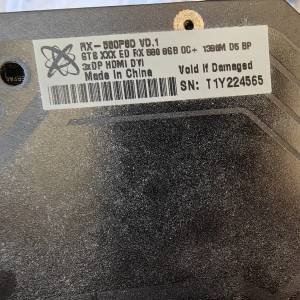 RX-580P8D V0.1
GTS XXX ED RX 580 8GB OC+ 1386M D5 BP
3xDP HDMI DVI
Made in China
Void if Damaged
SN: T1Y224565